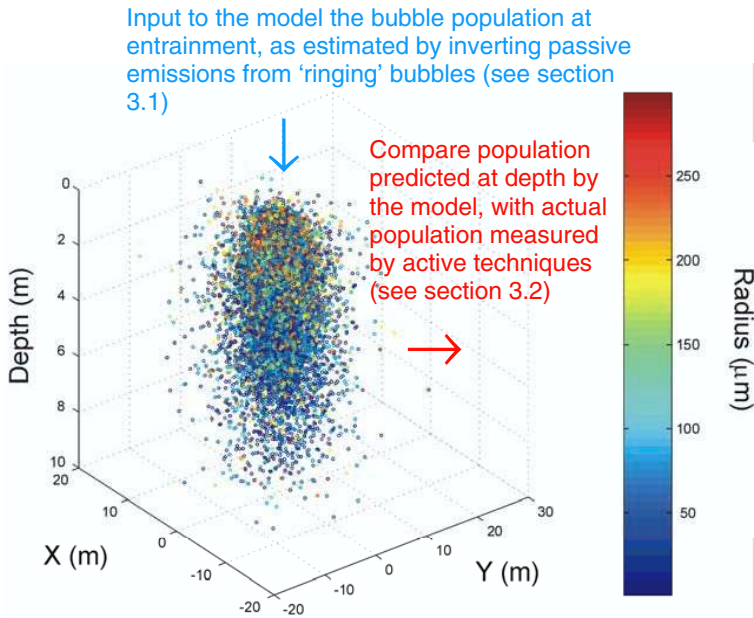 Input to the model the bubble population at
entrainment, as estimated by inverting passive
emissions from ‘ringing’ bubbles (see section
3.1)
Compare population
predicted at depth by
the model, with actual
population measured
by active techniques
(see section 3.2)
Depth (m)
0
2
4
6
8
10
20
10
0
-10
-20
X (m)
-20
-10
0
10
20
30
Y (m)
250
200
150
100
50
Radius (μm)